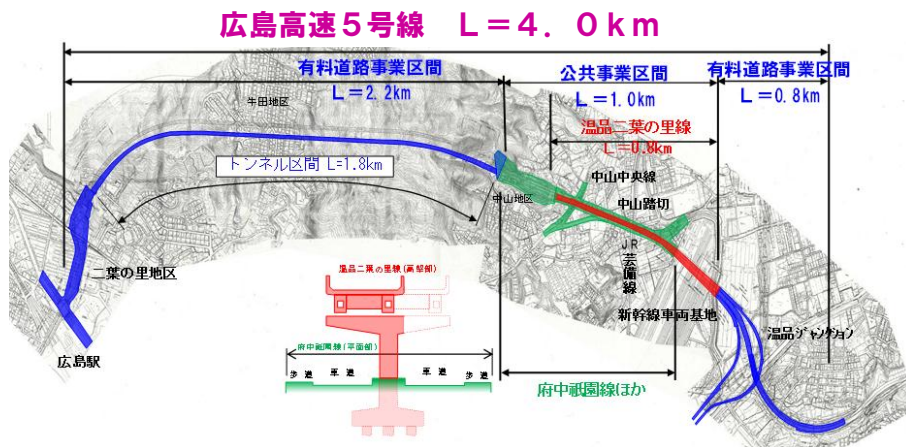 広島高速5号線 L=4.0km
有料道路事業区間
L=2.2km
公共事業区間
L=1.0km
有料道路事業区間
L=0.8km
牛田地区
温品二葉の里線
L=0.8km
トンネル区間 L=1.8km
中山中央線
中山地区
中山踏切
JR芸備線
二葉の里地区
新幹線車両基地
温品ジャンクション
広島駅
温品二葉の里線(高架部)
府中祇園線(平面部)
歩道 車道 車道 歩道
府中祇園線ほか